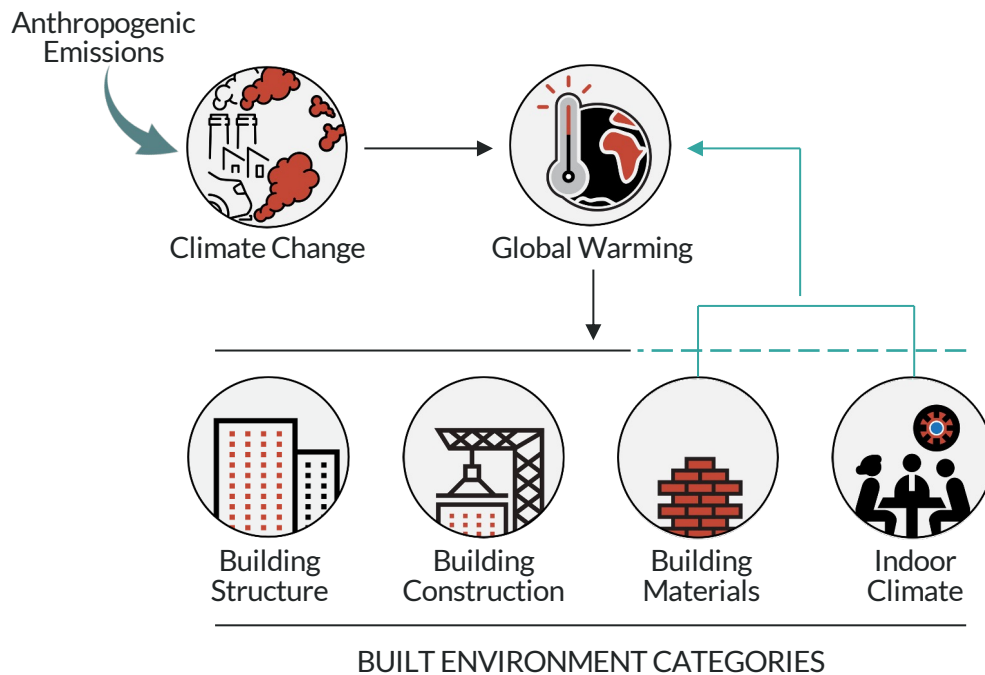 Anthropogenic
Emissions
Climate Change
Global Warming
Building
Structure
Building
Construction
Building
Materials
Indoor
Climate
BUILT ENVIRONMENT CATEGORIES